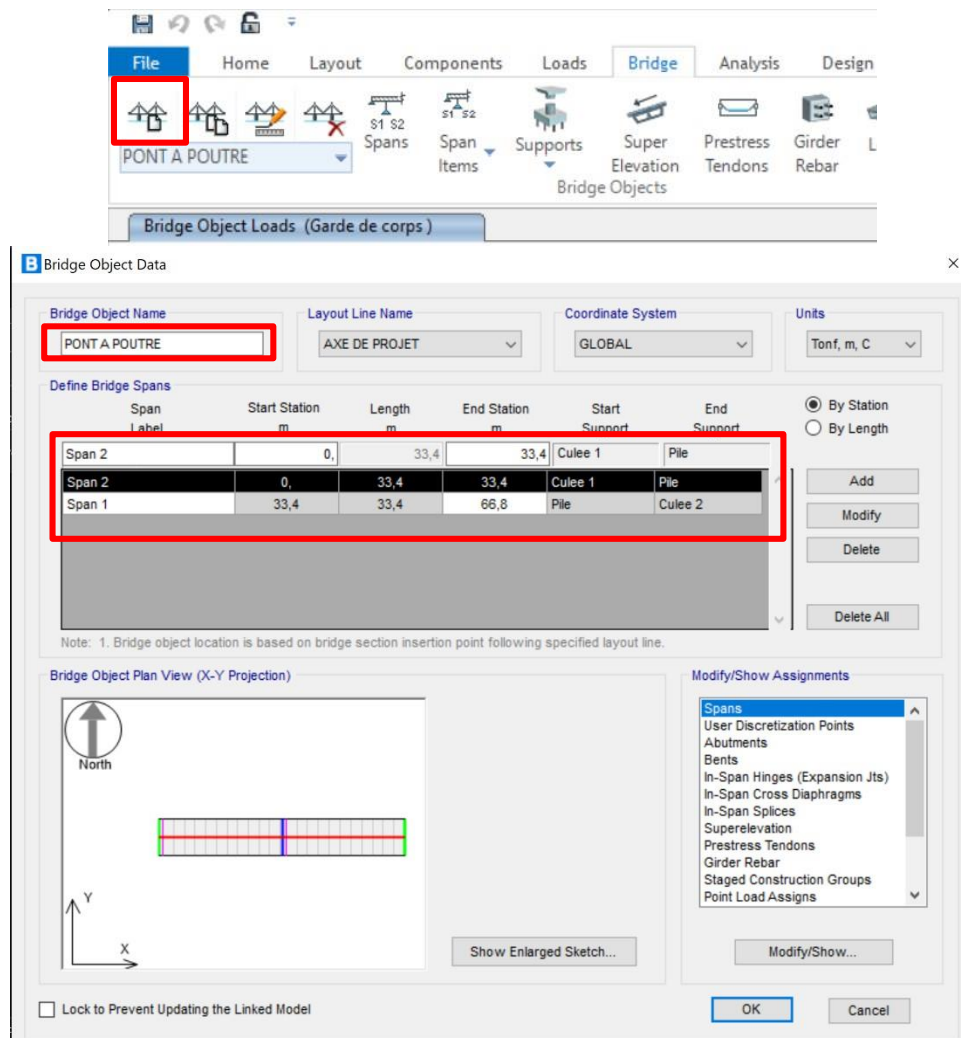 File Home Layout Components Loads Bridge Analysis Desig
PONT A POUTRE
S1 S2
Spans
S1 S2
Span
Items
Supports
Super
Elevation
Prestress
Tendons
Girder
Rebar
L
Bridge Objects
Bridge Object Loads (Garde de corps )
B Bridge Object Data
Bridge Object Name
PONT A POUTRE
Layout Line Name
AXE DE PROJET
Coordinate System
GLOBAL
Units
Tonf, m, C
Define Bridge Spans
Span Start Station Length End Station Start End
Label m m m Support Support
Span 2 0, 33,4 33,4 Culee 1 Pile
Span 2 0, 33,4 33,4 Culee 1 Pile
Span 1 33,4 33,4 66,8 Pile Culee 2
By Station
By Length
Add
Modify
Delete
Delete All
Note: 1. Bridge object location is based on bridge section insertion point following specified layout line.
Bridge Object Plan View (X-Y Projection)
North
Y
X
Show Enlarged Sketch...
Modify/Show Assignments
Spans
User Discretization Points
Abutments
Bents
In-Span Hinges (Expansion Jts)
In-Span Cross Diaphragms
In-Span Splices
Superelevation
Prestress Tendons
Girder Rebar
Staged Construction Groups
Point Load Assigns
Modify/Show...
Lock to Prevent Updating the Linked Model
OK
Cancel